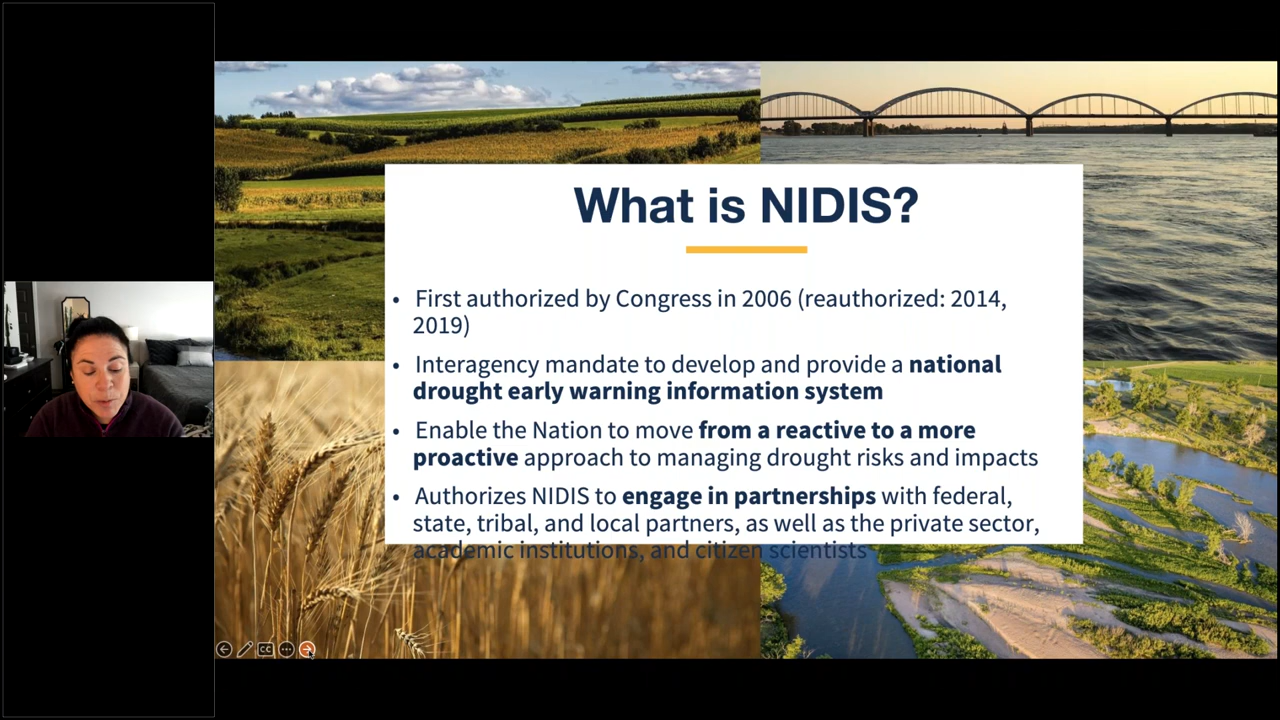 What is NIDIS?
• First authorized by Congress in 2006 (reauthorized: 2014,
2019)
• Interagency mandate to develop and provide a national
drought early warning information system
• Enable the Nation to move from a reactive to a more
proactive approach to managing drought risks and impacts
• Authorizes NIDIS to engage in partnerships with federal,
state, tribal, and local partners, as well as the private sector,
academic institutions, and citizen scientists
CC